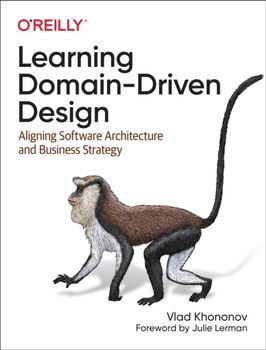 O'REILLY®
Learning
Domain-Driven
Design
Aligning Software Architecture
and Business Strategy
Vlad Khononov
Foreword by Julie Lerman